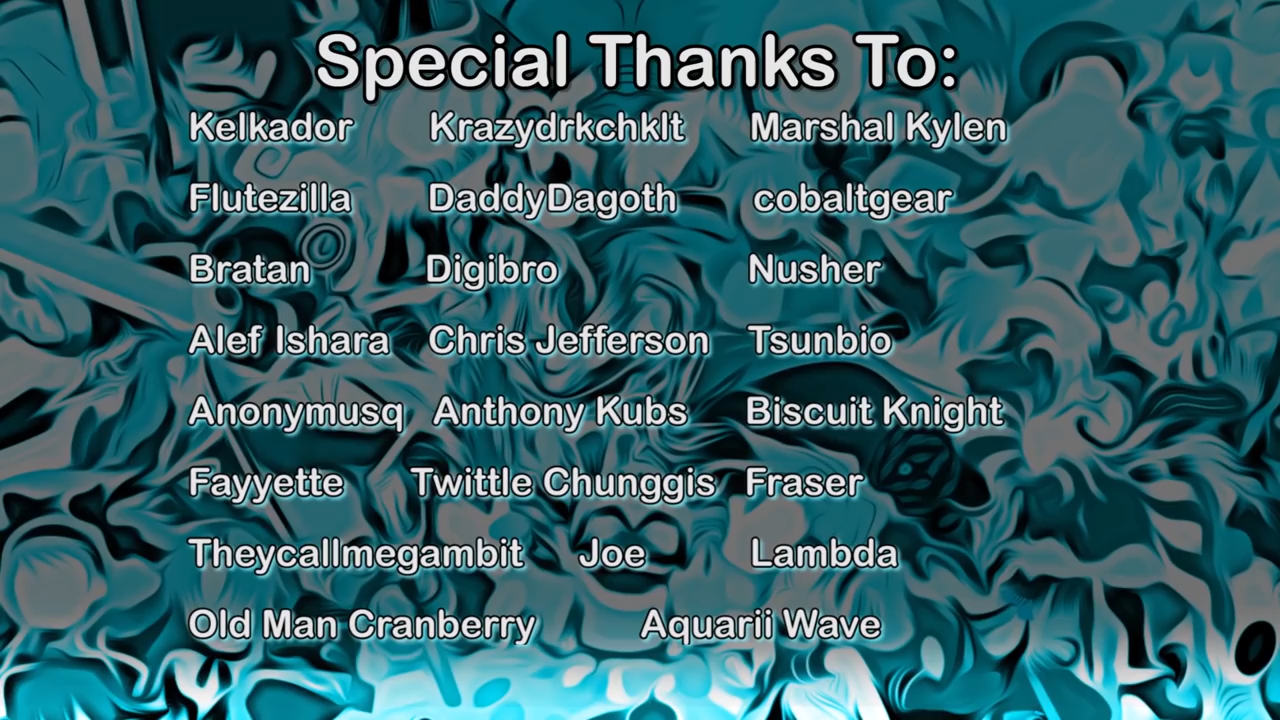 Special Thanks To:
Kelkador Krazydrkchklt Marshal Kylen
Flutezilla DaddyDagoth cobaltgear
Bratan Digibro Nusher
Alef Ishara Chris Jefferson Tsunbio
Anonymusq Anthony Kubs Biscuit Knight
Fayyette Twittle Chunggis Fraser
Theycallmegambit Joe Lambda
Old Man Cranberry Aquarii Wave